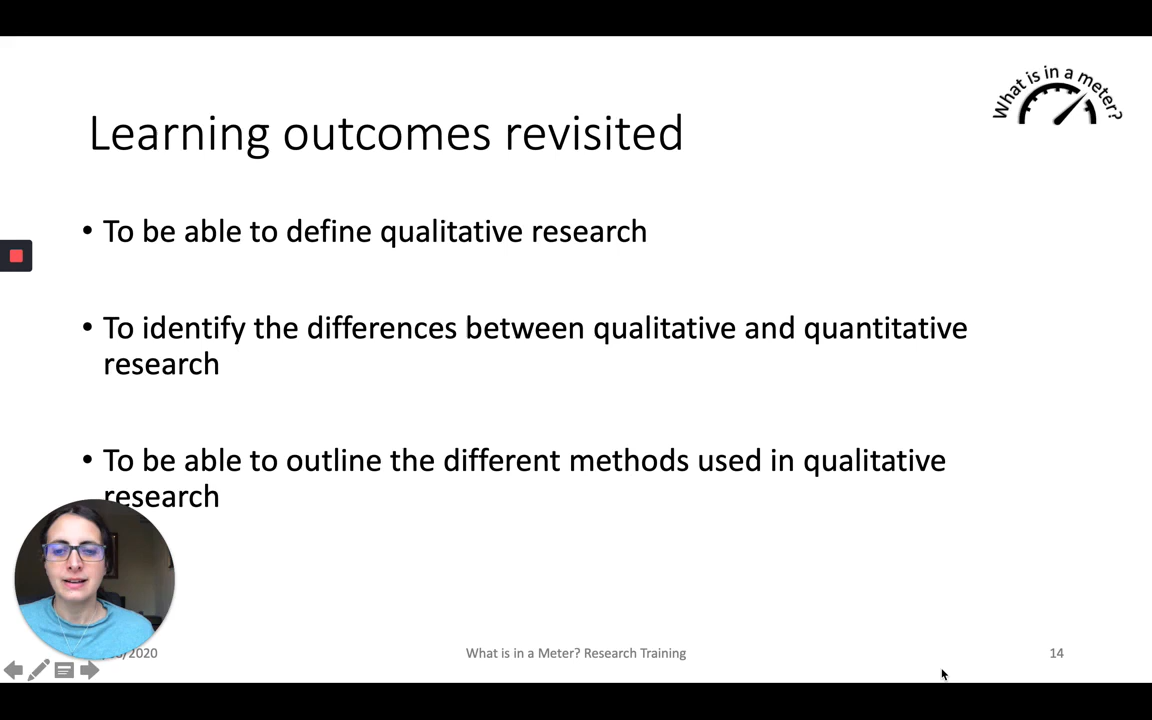 What is in a meter?
Learning outcomes revisited
• To be able to define qualitative research
• To identify the differences between qualitative and quantitative
research
• To be able to outline the different methods used in qualitative
research
/2020
What is in a Meter? Research Training
14